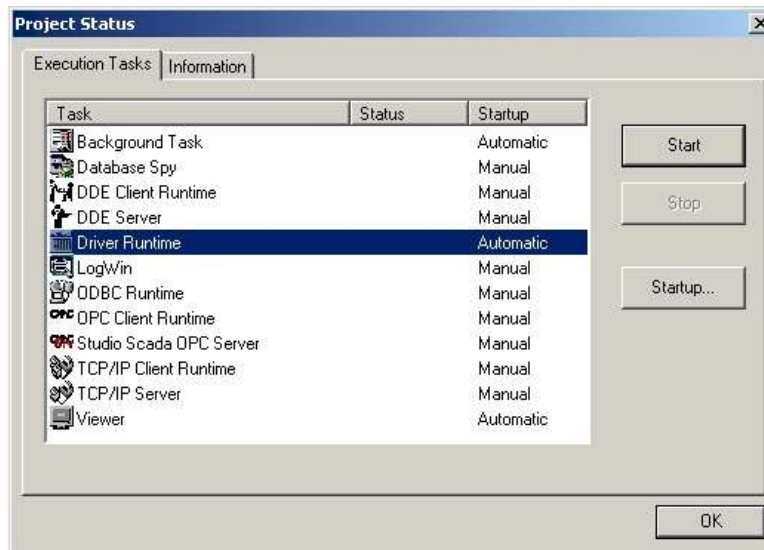 Project Status
Execution Tasks Information
Task Status Startup
Background Task Automatic
Database Spy Manual
DDE Client Runtime Manual
DDE Server Manual
Driver Runtime Automatic
LogWin Manual
ODBC Runtime Manual
OPC Client Runtime Manual
Studio Scada OPC Server Manual
TCP/IP Client Runtime Manual
TCP/IP Server Manual
Viewer Automatic
Start
Stop
Startup...
OK